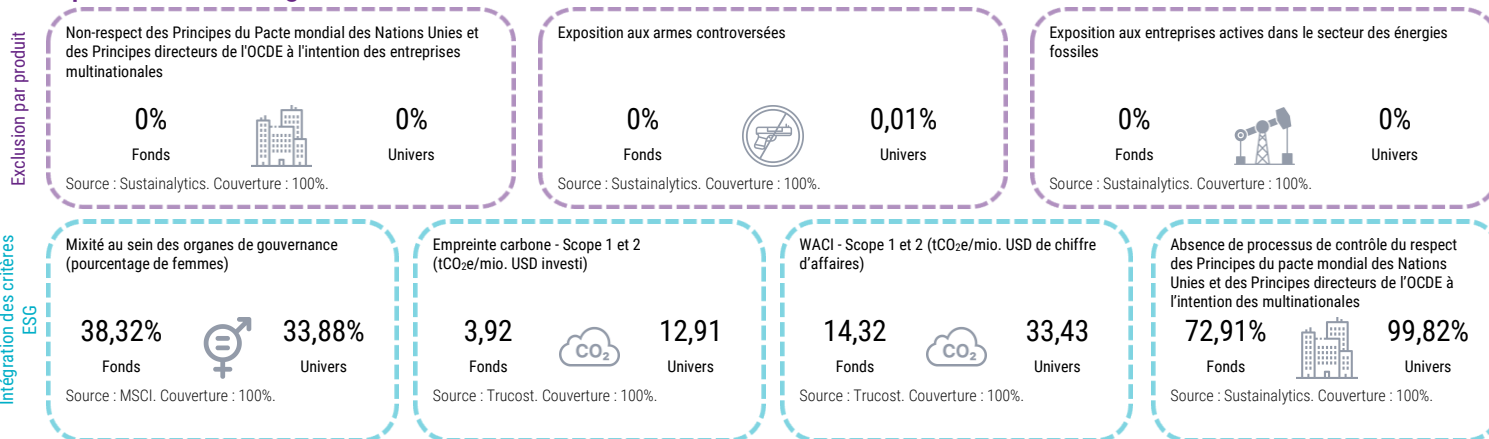 Exclusion par produit
Non-respect des Principes du Pacte mondial des Nations Unies et
des Principes directeurs de l'OCDE à l'intention des entreprises
multinationales
0%
Fonds
0%
Univers
Source : Sustainalytics. Couverture : 100%.
Exposition aux armes controversées
0%
Fonds
0,01%
Univers
Source : Sustainalytics. Couverture : 100%.
Exposition aux entreprises actives dans le secteur des énergies
fossiles
0%
Fonds
0%
Univers
Source : Sustainalytics. Couverture : 100%.
Intégration des critères
ESG
Mixité au sein des organes de gouvernance
(pourcentage de femmes)
38,32%
Fonds
33,88%
Univers
Source : MSCI. Couverture : 100%.
Empreinte carbone - Scope 1 et 2
(tCO₂e/mio. USD investi)
3,92
Fonds
CO₂
12,91
Univers
Source : Trucost. Couverture : 100%.
WACI - Scope 1 et 2 (tCO₂e/mio. USD de chiffre
d'affaires)
14,32
Fonds
CO₂
33,43
Univers
Source : Trucost. Couverture : 100%.
Absence de processus de contrôle du respect
des Principes du pacte mondial des Nations
Unies et des Principes directeurs de l'OCDE à
l'intention des multinationales
72,91%
Fonds
99,82%
Univers
Source : Sustainalytics. Couverture : 100%.